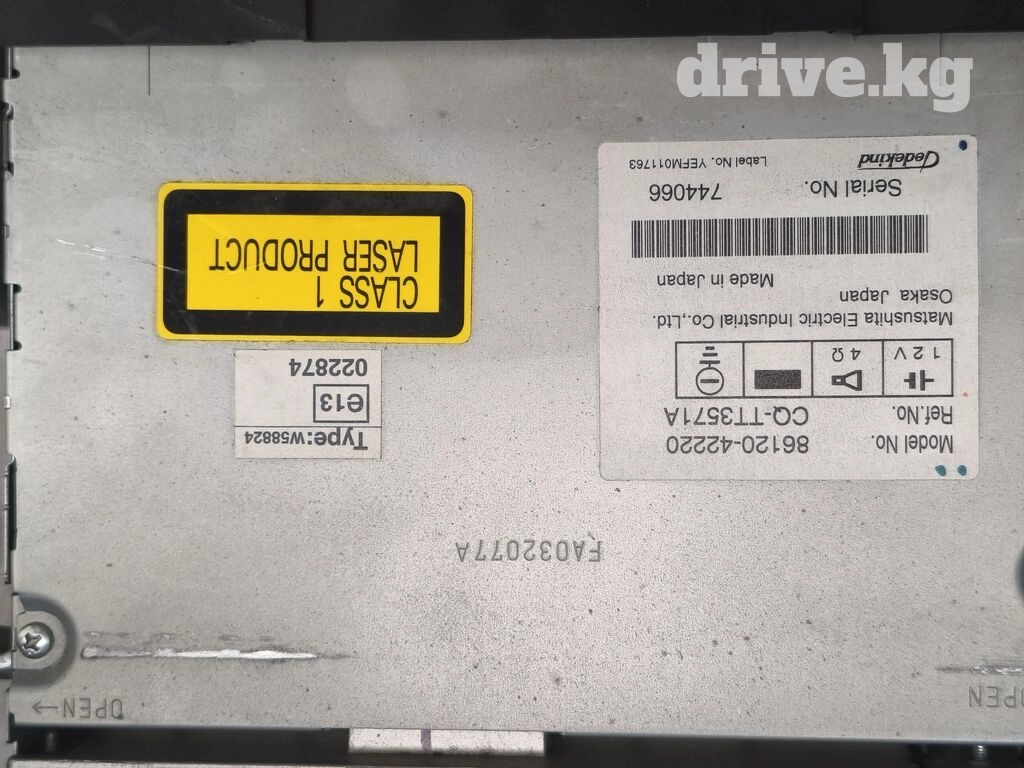 drive.kg
Model No. 86120-42220
Ref.No. CQ-TT3571A
12V 4Ω
Matsushita Electric Industrial Co.,Ltd.
Osaka Japan
Made in Japan
Serial No. 744066
Label No. YEFM011763
CLASS 1
LASER PRODUCT
Type:W58824
e13
022874
FA032077A
OPEN
OPEN